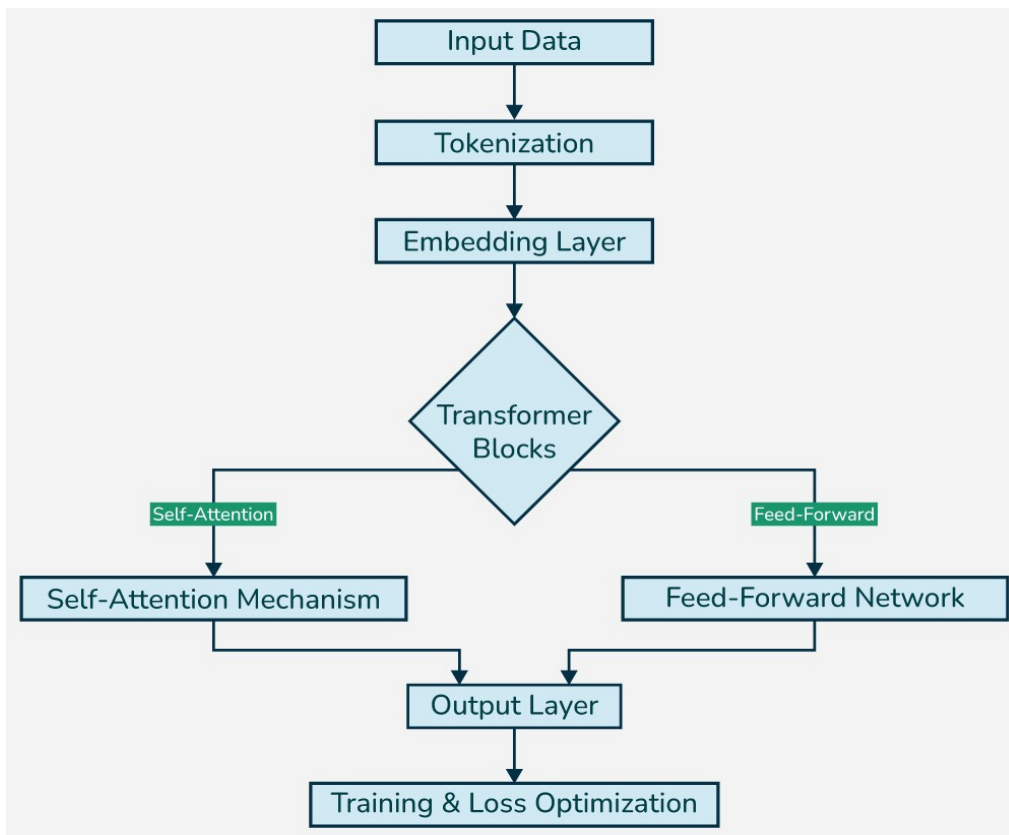 Input Data
Tokenization
Embedding Layer
Transformer
Blocks
Self-Attention
Feed-Forward
Self-Attention Mechanism
Feed-Forward Network
Output Layer
Training & Loss Optimization